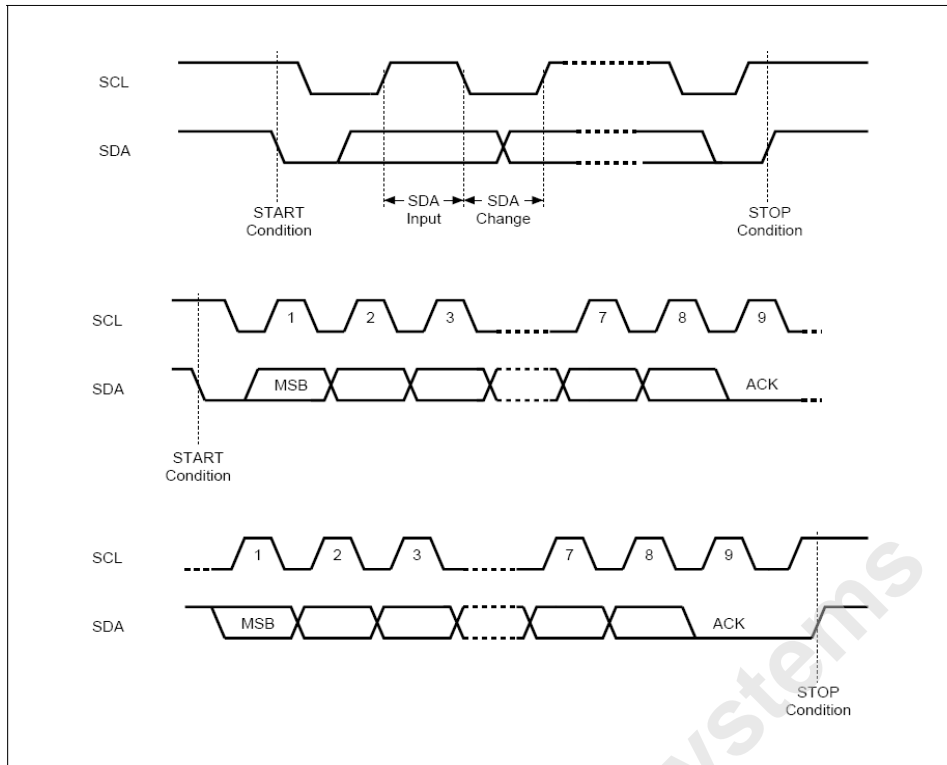 SCL
SDA
SDA Input
SDA Change
START Condition
STOP Condition
SCL
1 2 3 7 8 9
SDA
MSB ACK
START Condition
SCL
1 2 3 7 8 9
SDA
MSB ACK
STOP Condition